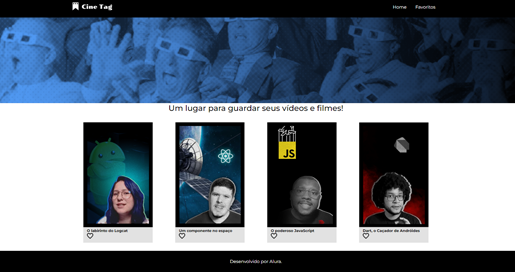 Cine Tag
Home
Favoritos
Um lugar para guardar seus vídeos e filmes!
JS
O labirinto do Logcat
Um componente no espaço
O poderoso JavaScript
Dart, o Caçador de Andróides
Desenvolvido por Alura.